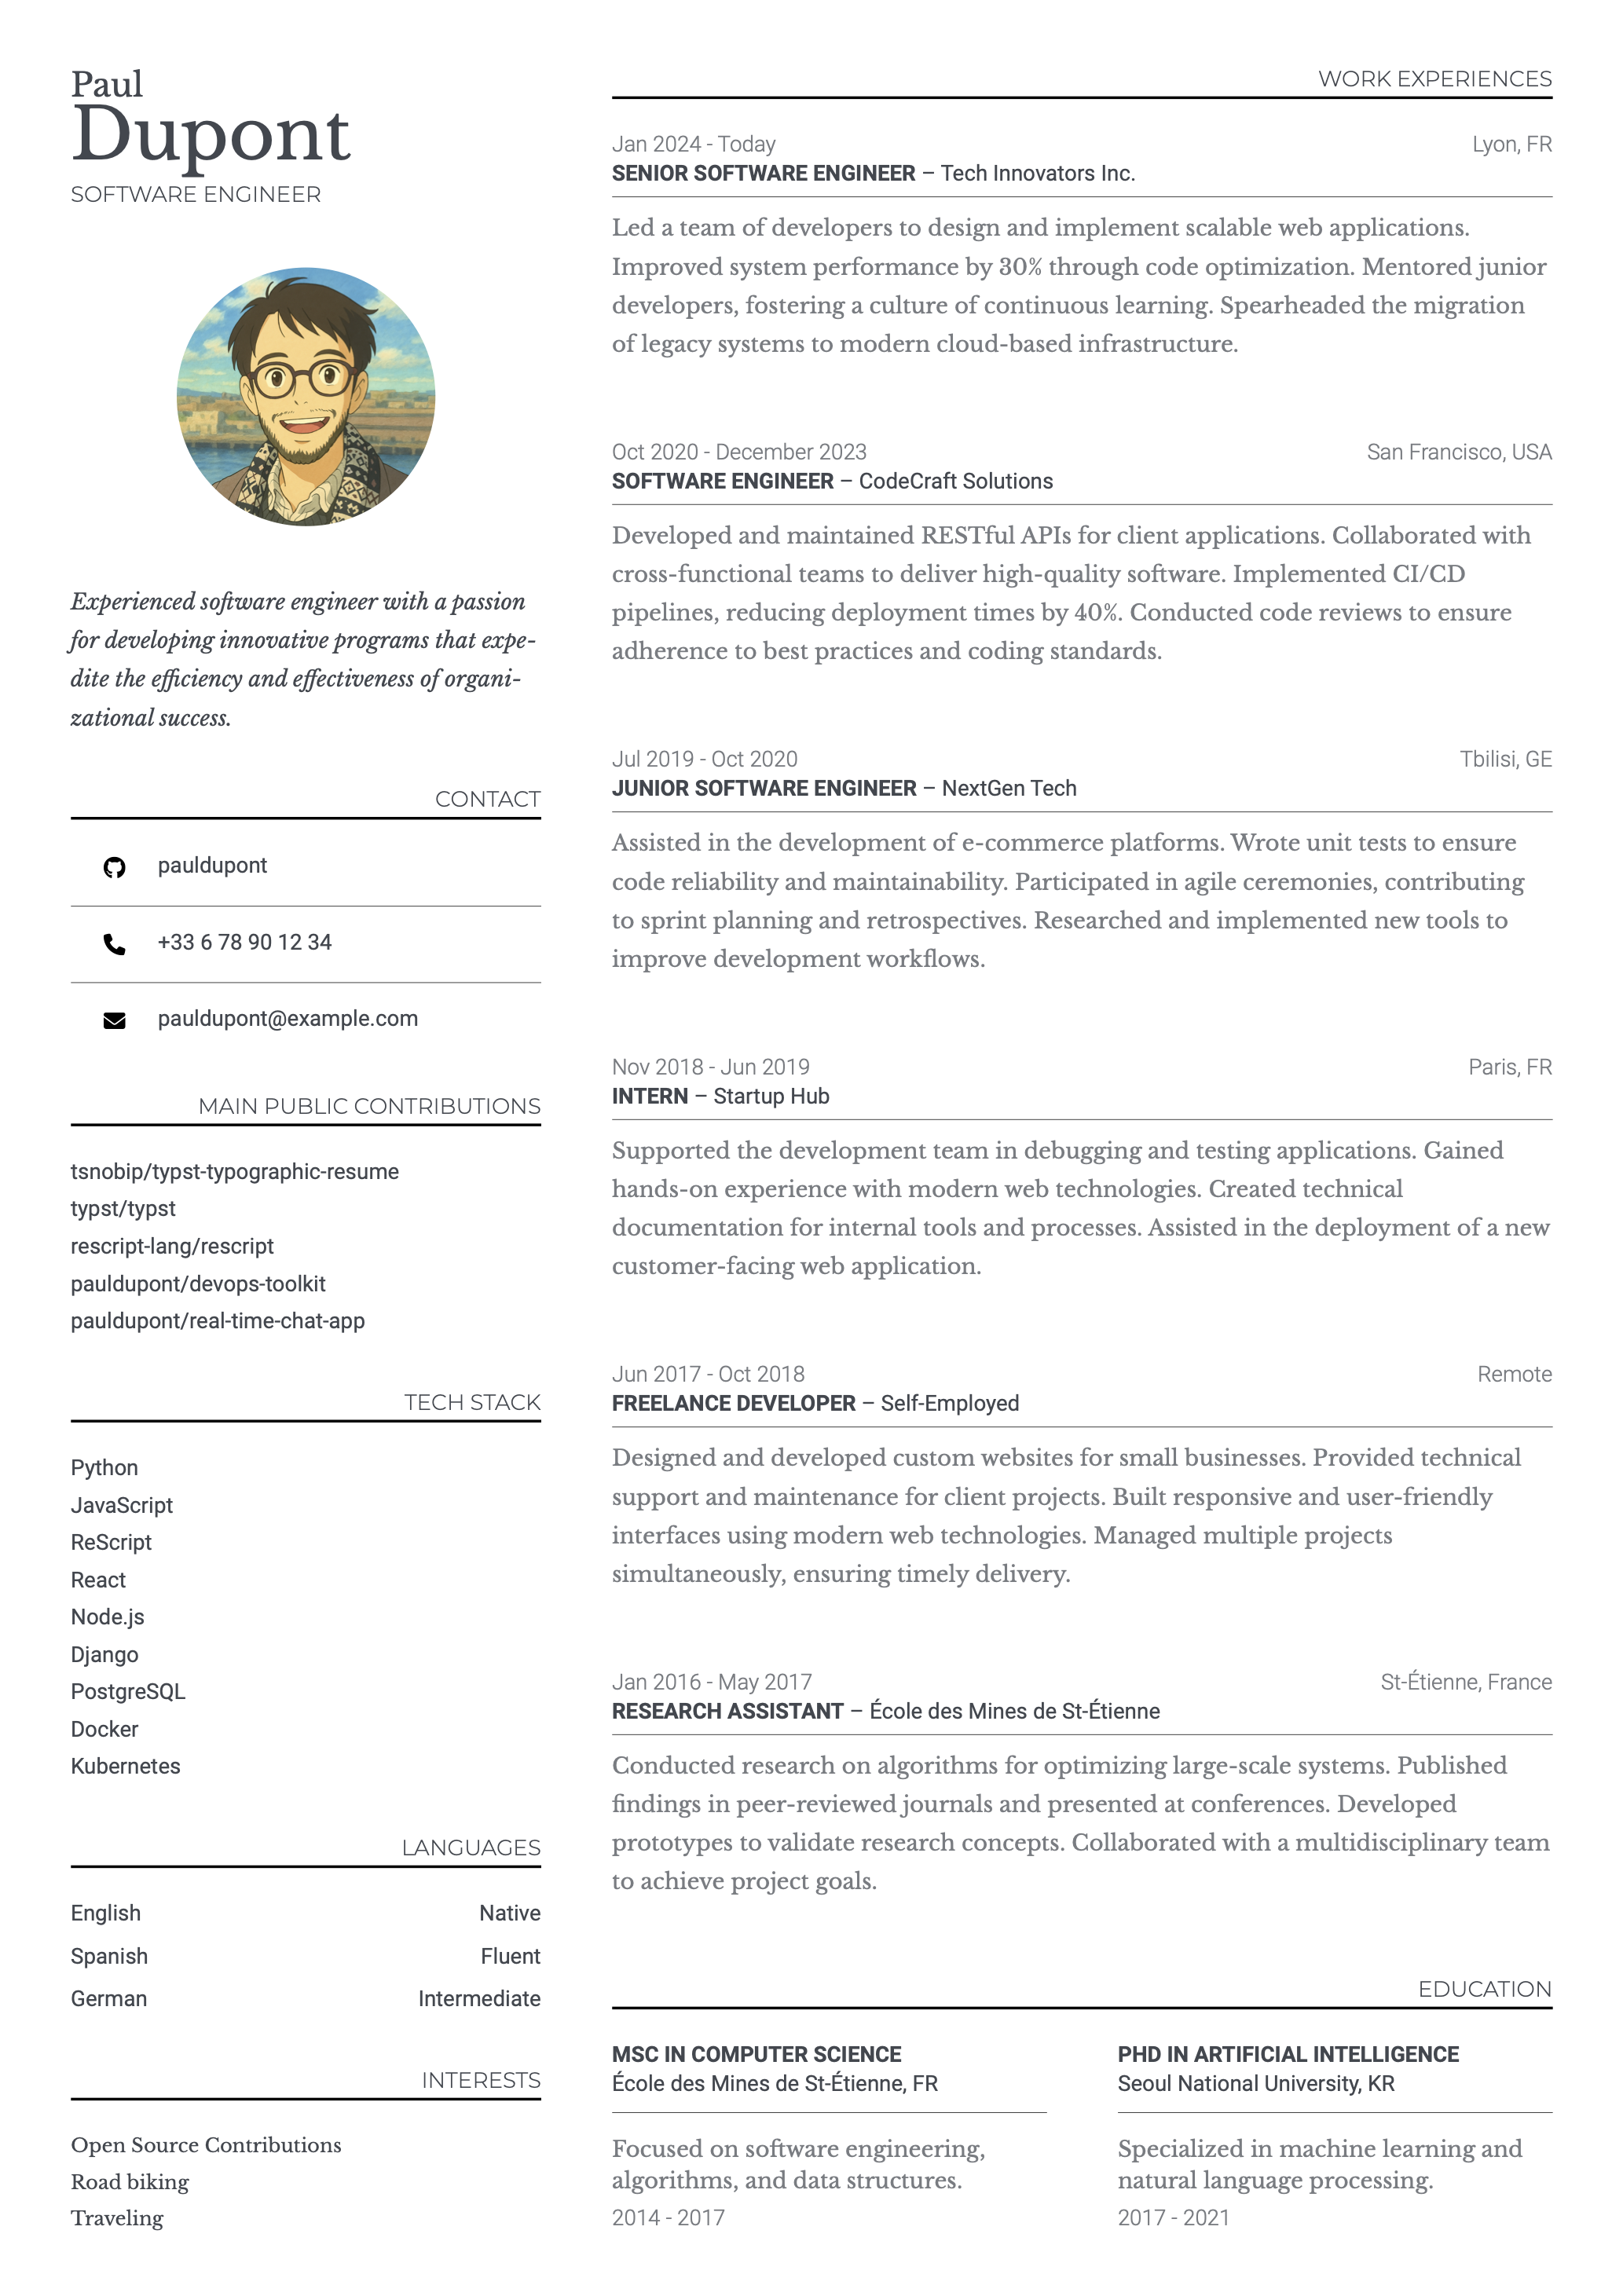 Paul
Dupont
SOFTWARE ENGINEER
Experienced software engineer with a passion
for developing innovative programs that expe-
dite the efficiency and effectiveness of organi-
zational success.
CONTACT
pauldupont
+33 6 78 90 12 34
pauldupont@example.com
MAIN PUBLIC CONTRIBUTIONS
tsnobip/typst-typographic-resume
typst/typst
rescript-lang/rescript
pauldupont/devops-toolkit
pauldupont/real-time-chat-app
TECH STACK
Python
JavaScript
ReScript
React
Node.js
Django
PostgreSQL
Docker
Kubernetes
LANGUAGES
English Native
Spanish Fluent
German Intermediate
INTERESTS
Open Source Contributions
Road biking
Traveling
WORK EXPERIENCES
Jan 2024 - Today Lyon, FR
SENIOR SOFTWARE ENGINEER – Tech Innovators Inc.
Led a team of developers to design and implement scalable web applications.
Improved system performance by 30% through code optimization. Mentored junior
developers, fostering a culture of continuous learning. Spearheaded the migration
of legacy systems to modern cloud-based infrastructure.
Oct 2020 - December 2023 San Francisco, USA
SOFTWARE ENGINEER – CodeCraft Solutions
Developed and maintained RESTful APIs for client applications. Collaborated with
cross-functional teams to deliver high-quality software. Implemented CI/CD
pipelines, reducing deployment times by 40%. Conducted code reviews to ensure
adherence to best practices and coding standards.
Jul 2019 - Oct 2020 Tbilisi, GE
JUNIOR SOFTWARE ENGINEER – NextGen Tech
Assisted in the development of e-commerce platforms. Wrote unit tests to ensure
code reliability and maintainability. Participated in agile ceremonies, contributing
to sprint planning and retrospectives. Researched and implemented new tools to
improve development workflows.
Nov 2018 - Jun 2019 Paris, FR
INTERN – Startup Hub
Supported the development team in debugging and testing applications. Gained
hands-on experience with modern web technologies. Created technical
documentation for internal tools and processes. Assisted in the deployment of a new
customer-facing web application.
Jun 2017 - Oct 2018 Remote
FREELANCE DEVELOPER – Self-Employed
Designed and developed custom websites for small businesses. Provided technical
support and maintenance for client projects. Built responsive and user-friendly
interfaces using modern web technologies. Managed multiple projects
simultaneously, ensuring timely delivery.
Jan 2016 - May 2017 St-Étienne, France
RESEARCH ASSISTANT – École des Mines de St-Étienne
Conducted research on algorithms for optimizing large-scale systems. Published
findings in peer-reviewed journals and presented at conferences. Developed
prototypes to validate research concepts. Collaborated with a multidisciplinary team
to achieve project goals.
EDUCATION
MSC IN COMPUTER SCIENCE
École des Mines de St-Étienne, FR
Focused on software engineering,
algorithms, and data structures.
2014 - 2017
PHD IN ARTIFICIAL INTELLIGENCE
Seoul National University, KR
Specialized in machine learning and
natural language processing.
2017 - 2021